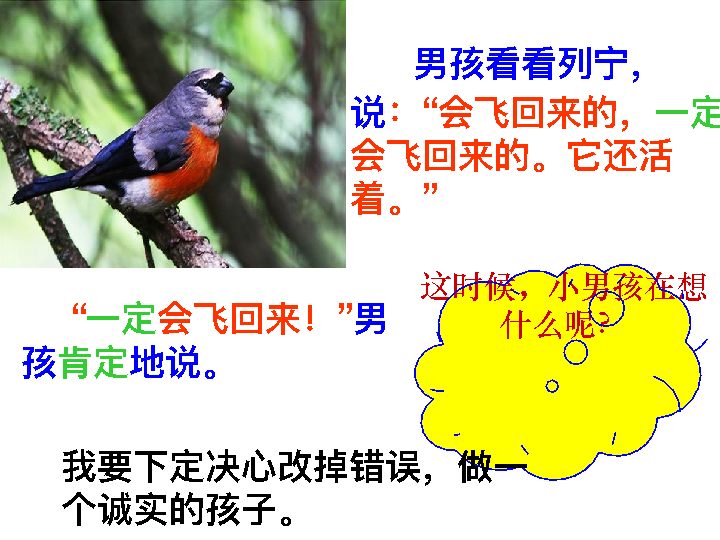 男孩看看列宁，
说：“会飞回来的，一定
会飞回来的。它还活
着。”
这时候，小男孩在想
什么呢？
“一定会飞回来！”男
孩肯定地说。
我要下定决心改掉错误，做一
个诚实的孩子。